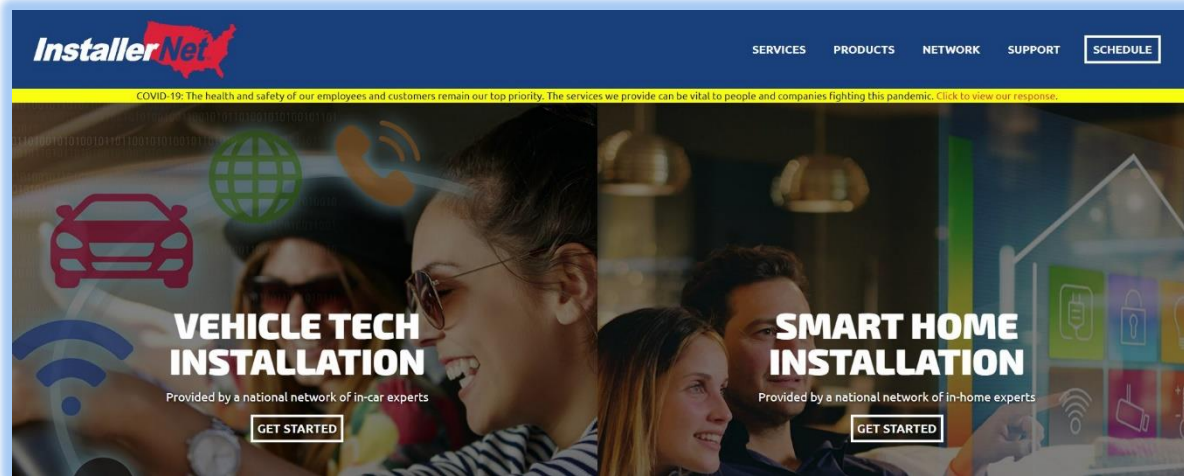 InstallerNet
SERVICES PRODUCTS NETWORK SUPPORT SCHEDULE
COVID-19: The health and safety of our employees and customers remain our top priority. The services we provide can be vital to people and companies fighting this pandemic. Click to view our response.
VEHICLE TECH
INSTALLATION
Provided by a national network of in-car experts
GET STARTED
SMART HOME
INSTALLATION
Provided by a national network of in-home experts
GET STARTED